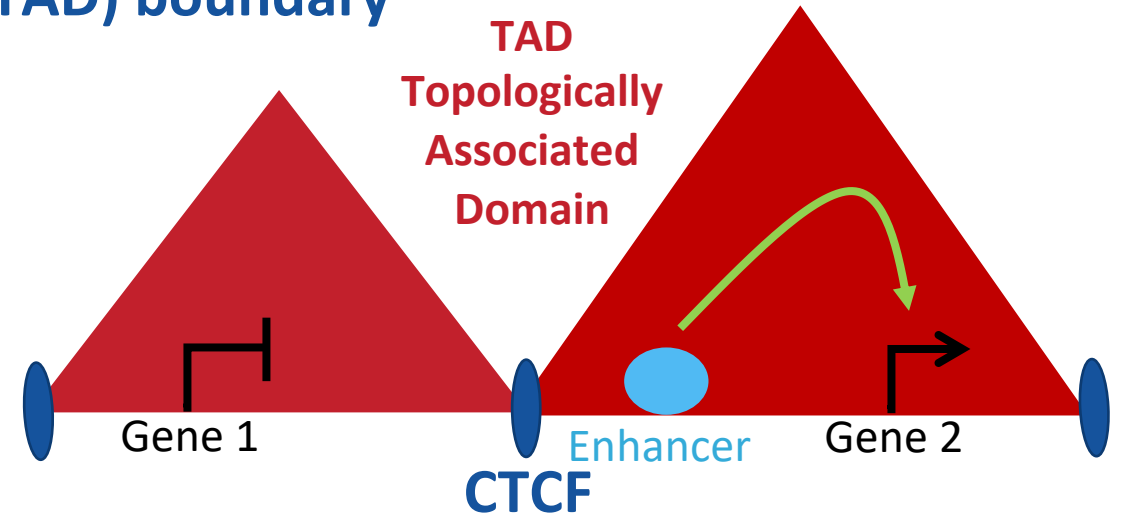 TAD) boundary
TAD
Topologically
Associated
Domain
Gene 1
Enhancer
Gene 2
CTCF